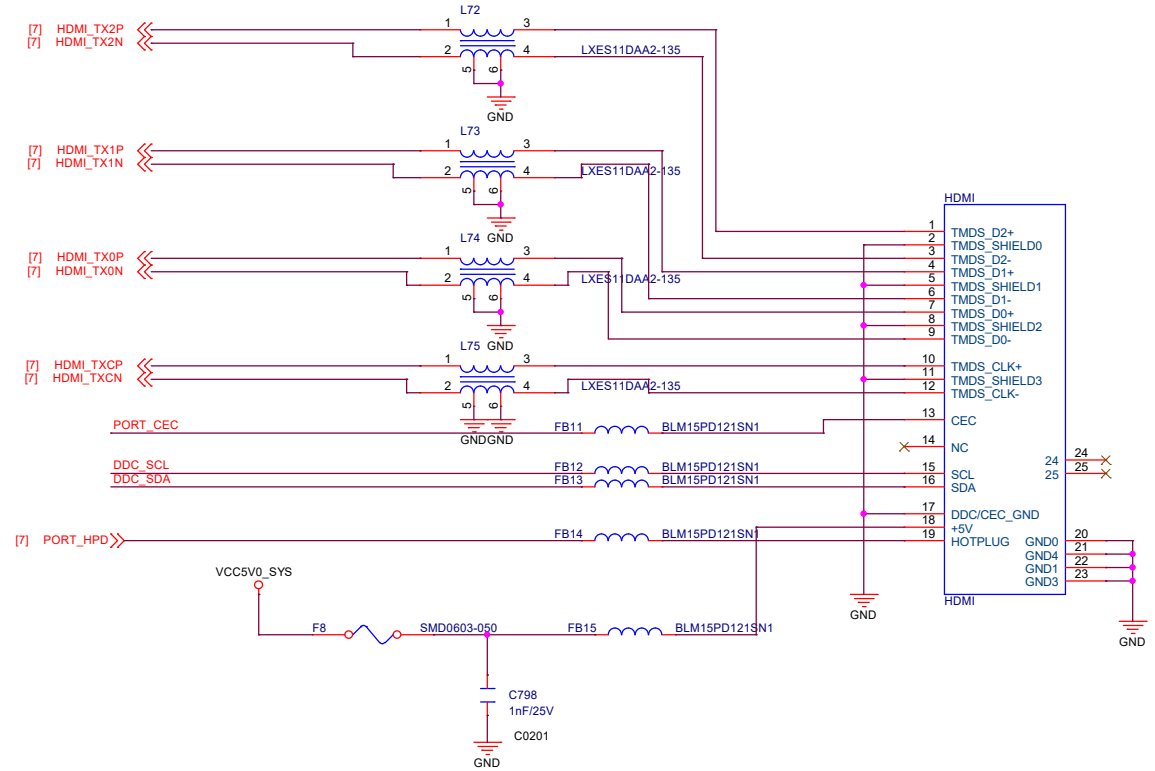 L72
[7] HDMI_TX2P 1 3
[7] HDMI_TX2N 2 4 LXES11DAA2-135
5 6
GND
L73
[7] HDMI_TX1P 1 3
[7] HDMI_TX1N 2 4 LXES11DAA2-135
5 6
GND
L74
[7] HDMI_TX0P 1 3
[7] HDMI_TX0N 2 4 LXES11DAA2-135
5 6
GND
L75
[7] HDMI_TXCP 1 3
[7] HDMI_TXCN 2 4 LXES11DAA2-135
5 6
GND GND
PORT_CEC FB11 BLM15PD121SN1
DDC_SCL FB12 BLM15PD121SN1
DDC_SDA FB13 BLM15PD121SN1
[7] PORT_HPD FB14 BLM15PD121SN1
VCC5V0_SYS
F8 SMD0603-050 FB15 BLM15PD121SN1
C798
1nF/25V
C0201
GND
HDMI
1 TMDS_D2+
2 TMDS_SHIELD0
3 TMDS_D2-
4 TMDS_D1+
5 TMDS_SHIELD1
6 TMDS_D1-
7 TMDS_D0+
8 TMDS_SHIELD2
9 TMDS_D0-
10 TMDS_CLK+
11 TMDS_SHIELD3
12 TMDS_CLK-
13 CEC
14 NC
15 SCL
16 SDA
17 DDC/CEC_GND
18 +5V
19 HOTPLUG
24 24
25 25
GND0 20
GND4 21
GND1 22
GND3 23
HDMI
GND
GND